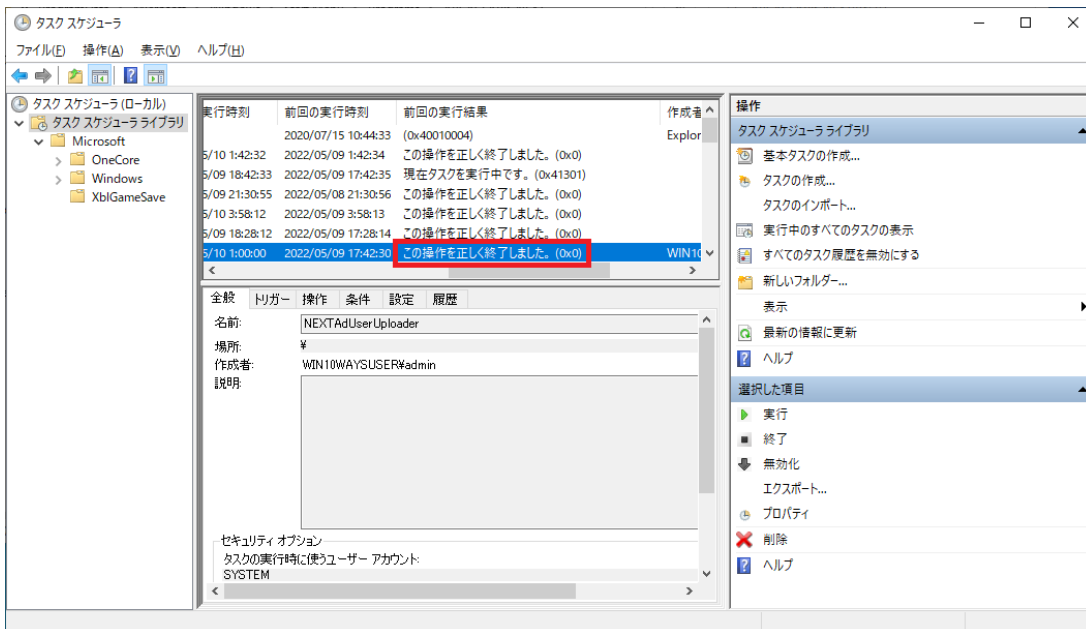 タスク スケジューラ
ファイル(F) 操作(A) 表示(V) ヘルプ(H)
タスク スケジューラ (ローカル)
タスク スケジューラ ライブラリ
Microsoft
OneCore
Windows
XblGameSave
実行時刻 前回の実行時刻 前回の実行結果 作成者
2020/07/15 10:44:33 (0x40010004) Explor
5/10 1:42:32 2022/05/09 1:42:34 この操作を正しく終了しました。(0x0)
5/09 18:42:33 2022/05/09 17:42:35 現在タスクを実行中です。(0x41301)
5/09 21:30:55 2022/05/08 21:30:56 この操作を正しく終了しました。(0x0)
5/10 3:58:12 2022/05/09 3:58:13 この操作を正しく終了しました。(0x0)
5/09 18:28:12 2022/05/09 17:28:14 この操作を正しく終了しました。(0x0)
5/10 1:00:00 2022/05/09 17:42:30 この操作を正しく終了しました。(0x0) WIN10
全般 トリガー 操作 条件 設定 履歴
名前: NEXTAdUserUploader
場所: ¥
作成者: WIN10WAYSUSER¥admin
説明:
セキュリティ オプション
タスクの実行時に使うユーザー アカウント:
SYSTEM
操作
タスク スケジューラ ライブラリ
基本タスクの作成...
タスクの作成...
タスクのインポート...
実行中のすべてのタスクの表示
すべてのタスク履歴を無効にする
新しいフォルダー...
表示
最新の情報に更新
ヘルプ
選択した項目
実行
終了
無効化
エクスポート...
プロパティ
削除
ヘルプ